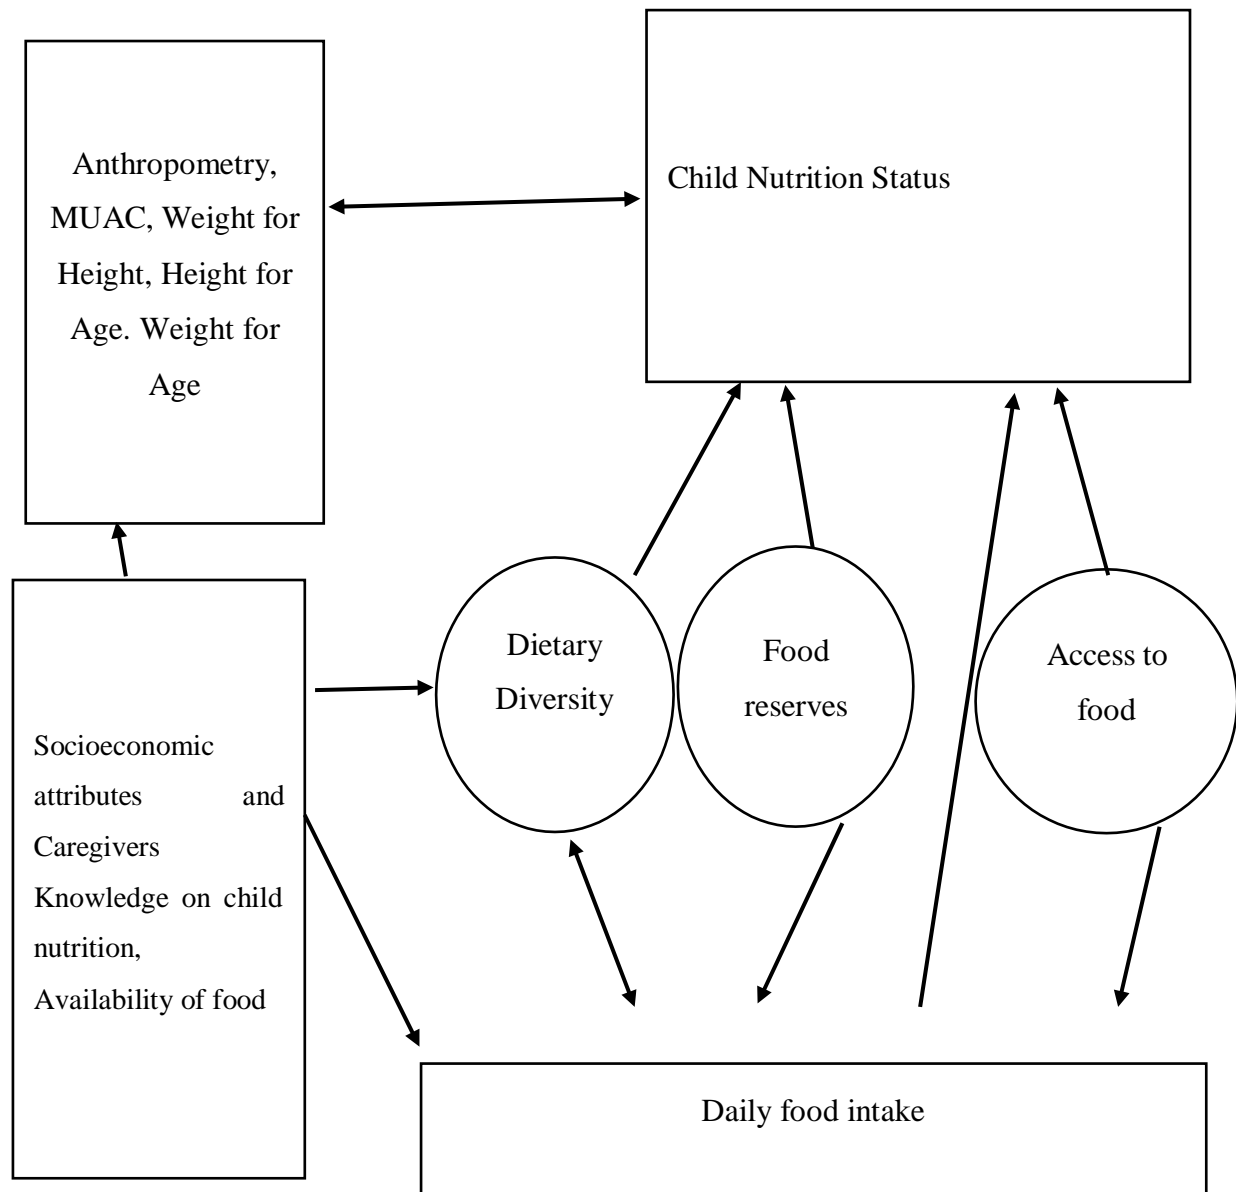 Anthropometry,
MUAC, Weight for
Height, Height for
Age. Weight for
Age
Child Nutrition Status
Dietary
Diversity
Food
reserves
Access to
food
Socioeconomic
attributes and
Caregivers
Knowledge on child
nutrition,
Availability of food
Daily food intake